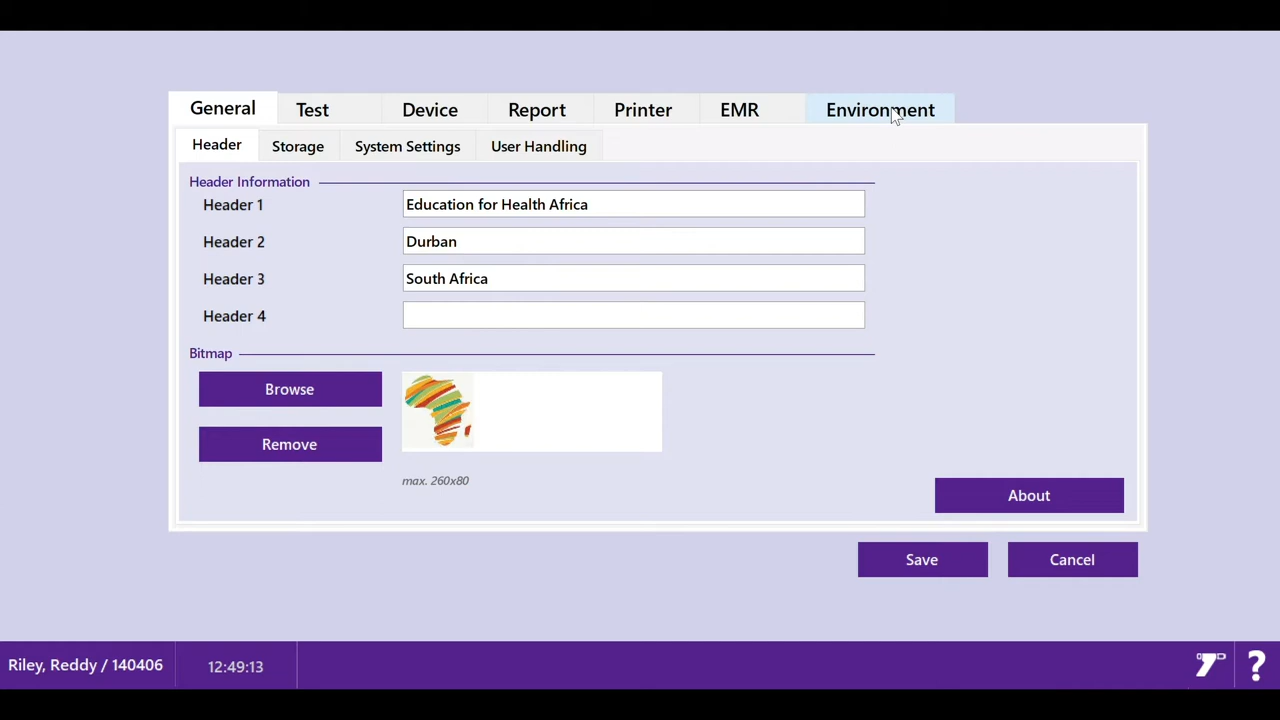 General Test Device Report Printer EMR Environment
Header Storage System Settings User Handling
Header Information
Header 1 Education for Health Africa
Header 2 Durban
Header 3 South Africa
Header 4
Bitmap
Browse
Remove
max. 260x80
About
Save Cancel
Riley, Reddy / 140406 12:49:13 ?